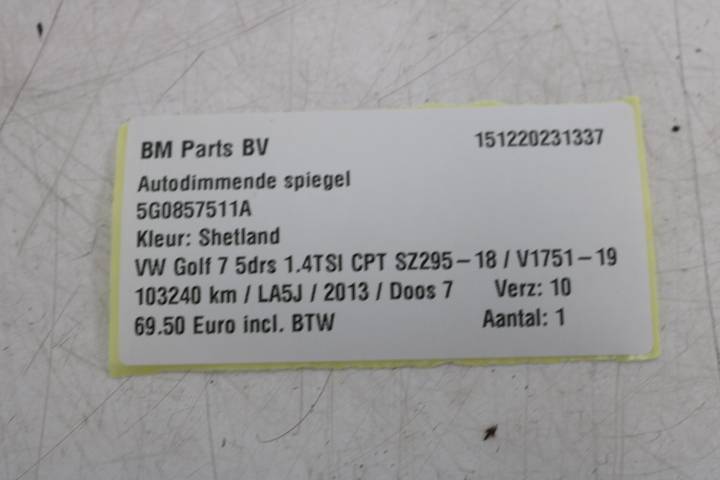 BM Parts BV 151220231337
Autodimmende spiegel
5G0857511A
Kleur: Shetland
VW Golf 7 5drs 1.4TSI CPT SZ295-18 / V1751-19
103240 km / LA5J / 2013 / Doos 7 Verz: 10
69.50 Euro incl. BTW Aantal: 1